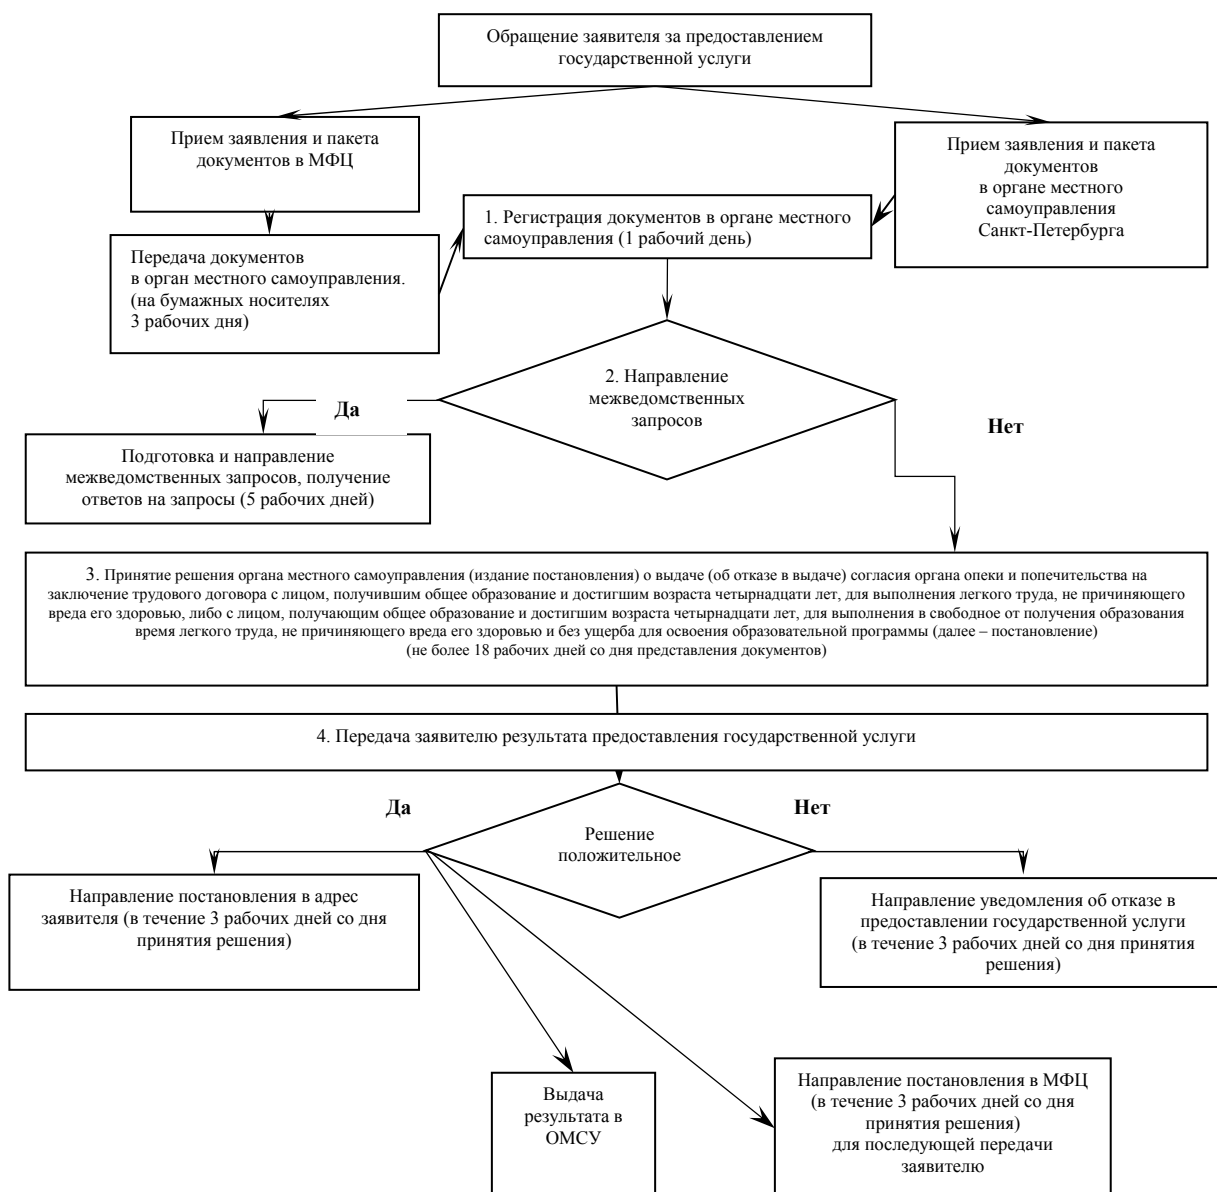 Обращение заявителя за предоставлением
государственной услуги
Прием заявления и пакета
документов в МФЦ
Прием заявления и пакета
документов
в органе местного
самоуправления
Санкт-Петербурга
1. Регистрация документов в органе местного
самоуправления (1 рабочий день)
Передача документов
в орган местного самоуправления.
(на бумажных носителях
3 рабочих дня)
2. Направление
межведомственных
запросов
Да
Нет
Подготовка и направление
межведомственных запросов, получение
ответов на запросы (5 рабочих дней)
3. Принятие решения органа местного самоуправления (издание постановления) о выдаче (об отказе в выдаче) согласия органа опеки и попечительства на
заключение трудового договора с лицом, получившим общее образование и достигшим возраста четырнадцати лет, для выполнения легкого труда, не причиняющего
вреда его здоровью, либо с лицом, получающим общее образование и достигшим возраста четырнадцати лет, для выполнения в свободное от получения образования
время легкого труда, не причиняющего вреда его здоровью и без ущерба для освоения образовательной программы (далее – постановление)
(не более 18 рабочих дней со дня представления документов)
4. Передача заявителю результата предоставления государственной услуги
Да
Нет
Решение
положительное
Направление постановления в адрес
заявителя (в течение 3 рабочих дней со дня
принятия решения)
Направление уведомления об отказе в
предоставлении государственной услуги
(в течение 3 рабочих дней со дня принятия
решения)
Выдача
результата в
ОМСУ
Направление постановления в МФЦ
(в течение 3 рабочих дней со дня
принятия решения)
для последующей передачи
заявителю